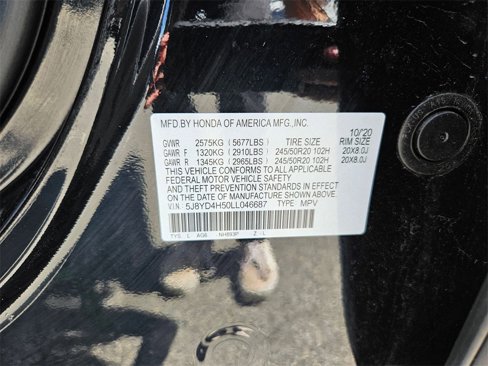 MFD.BY HONDA OF AMERICA MFG.,INC. 10/20
GVWR 2575KG (5677LBS) TIRE SIZE RIM SIZE
GAWR F 1320KG (2910LBS) 245/50R20 102H 20X8.0J
GAWR R 1345KG (2965LBS) 245/50R20 102H 20X8.0J
THIS VEHICLE CONFORMS TO ALL APPLICABLE
FEDERAL MOTOR VEHICLE SAFETY
AND THEFT PREVENTION STANDARDS IN EFFECT
ON THE DATE OF MANUFACTURE SHOWN ABOVE.
V.I.N. 5J8YD4H50LL046687 TYPE: MPV
TYS L AG6 NH893P Z - L